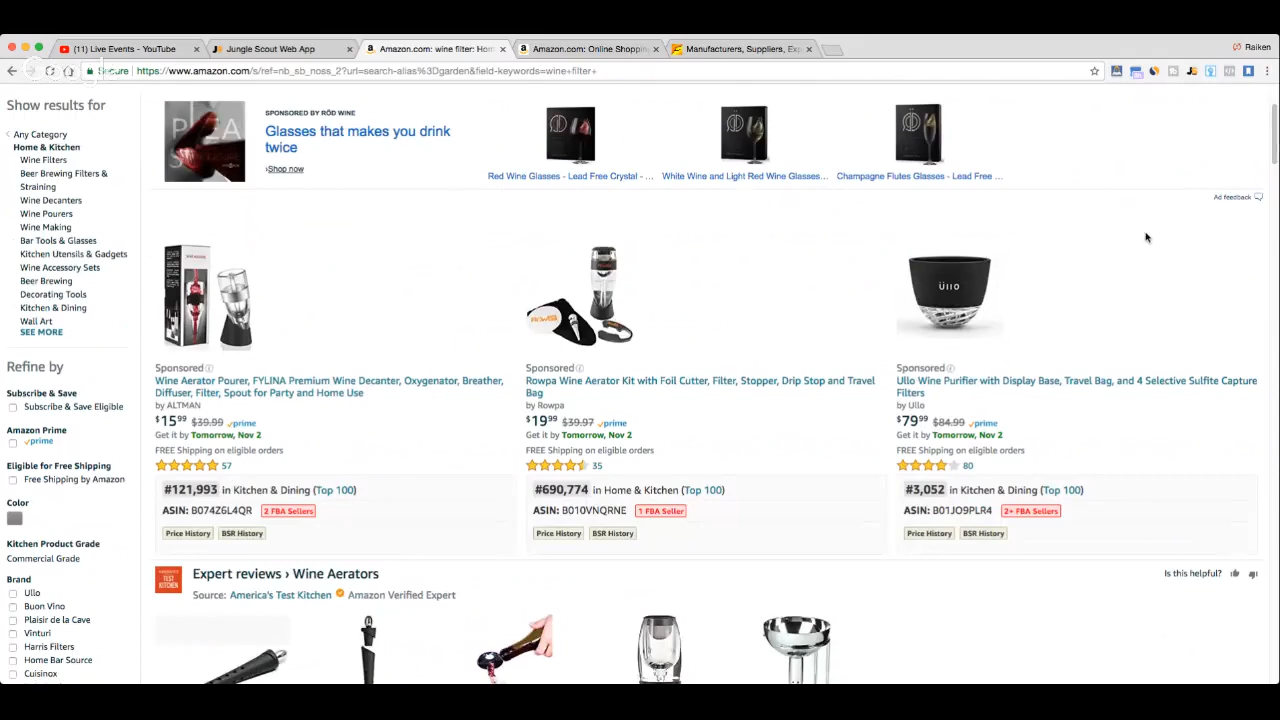 (11) Live Events - YouTube
Jungle Scout Web App
Amazon.com: wine filter: Hom
Amazon.com: Online Shoppin
Manufacturers, Suppliers, Exp
Raiken
Secure
https://www.amazon.com/s/ref=nb_sb_noss_2?url=search-alias%3Dgarden&field-keywords=wine+filter+
Show results for
Any Category
Home & Kitchen
Wine Filters
Beer Brewing Filters &
Straining
Wine Decanters
Wine Pourers
Wine Making
Bar Tools & Glasses
Kitchen Utensils & Gadgets
Wine Accessory Sets
Beer Brewing
Decorating Tools
Kitchen & Dining
Wall Art
SEE MORE
Refine by
Subscribe & Save
Subscribe & Save Eligible
Amazon Prime
prime
Eligible for Free Shipping
Free Shipping by Amazon
Color
Kitchen Product Grade
Commercial Grade
Brand
Ullo
Buon Vino
Plaisir de la Cave
Vinturi
Harris Filters
Home Bar Source
Cuisinox
SPONSORED BY RÖD WINE
Glasses that makes you drink
twice
›Shop now
Red Wine Glasses - Lead Free Crystal - ...
White Wine and Light Red Wine Glasses...
Champagne Flutes Glasses - Lead Free ...
Ad feedback
Sponsored
Wine Aerator Pourer, FYLINA Premium Wine Decanter, Oxygenator, Breather,
Diffuser, Filter, Spout for Party and Home Use
by ALTMAN
$15.99 $39.99 prime
Get it by Tomorrow, Nov 2
FREE Shipping on eligible orders
57
#121,993 in Kitchen & Dining (Top 100)
ASIN: B074Z6L4QR 2 FBA Sellers
Price History BSR History
Sponsored
Rowpa Wine Aerator Kit with Foil Cutter, Filter, Stopper, Drip Stop and Travel
Bag
by Rowpa
$19.99 $39.97 prime
Get it by Tomorrow, Nov 2
FREE Shipping on eligible orders
35
#690,774 in Home & Kitchen (Top 100)
ASIN: B010VNQRNE 1 FBA Seller
Price History BSR History
üllo
Sponsored
Ullo Wine Purifier with Display Base, Travel Bag, and 4 Selective Sulfite Capture
Filters
by Ullo
$79.99 $84.99 prime
Get it by Tomorrow, Nov 2
FREE Shipping on eligible orders
80
#3,052 in Kitchen & Dining (Top 100)
ASIN: B01JO9PLR4 2+ FBA Sellers
Price History BSR History
Expert reviews › Wine Aerators
Source: America's Test Kitchen Amazon Verified Expert
Is this helpful?